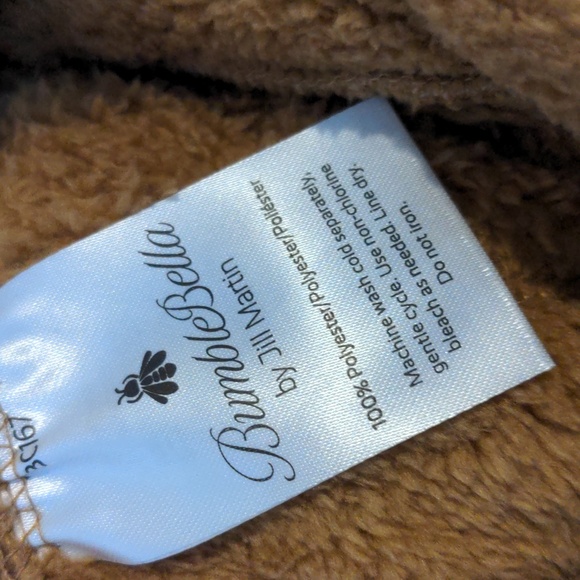 3C167
BumbleBella
by Jill Martin
100% Polyester/Polyester/Poliéster
Machine wash cold separately,
gentle cycle. Use non-chlorine
bleach as needed. Line dry.
Do not iron.